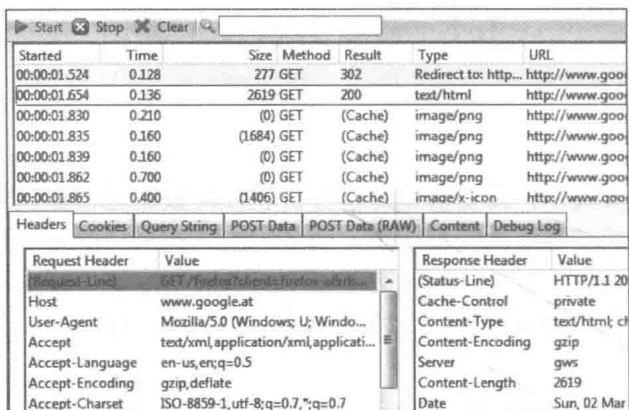 Start Stop Clear
Started Time Size Method Result Type URL
00:00:01.524 0.128 277 GET 302 Redirect to: http... http://www.goo
00:00:01.654 0.136 2619 GET 200 text/html http://www.goo
00:00:01.830 0.210 (0) GET (Cache) image/png http://www.goo
00:00:01.835 0.160 (1684) GET (Cache) image/png http://www.goo
00:00:01.839 0.160 (0) GET (Cache) image/png http://www.goo
00:00:01.862 0.700 (0) GET (Cache) image/png http://www.goo
00:00:01.865 0.400 (1406) GET (Cache) image/x-icon http://www.goo
Headers Cookies Query String POST Data POST Data (RAW) Content Debug Log
Request Header Value Response Header Value
(Request-Line) GET /firefox?client=firefox-a&rls... (Status-Line) HTTP/1.1 20
Host www.google.at Cache-Control private
User-Agent Mozilla/5.0 (Windows; U; Windo... Content-Type text/html; ch
Accept text/xml,application/xml,applicati... Content-Encoding gzip
Accept-Language en-us,en;q=0.5 Server gws
Accept-Encoding gzip,deflate Content-Length 2619
Accept-Charset ISO-8859-1,utf-8;q=0.7,*;q=0.7 Date Sun, 02 Mar